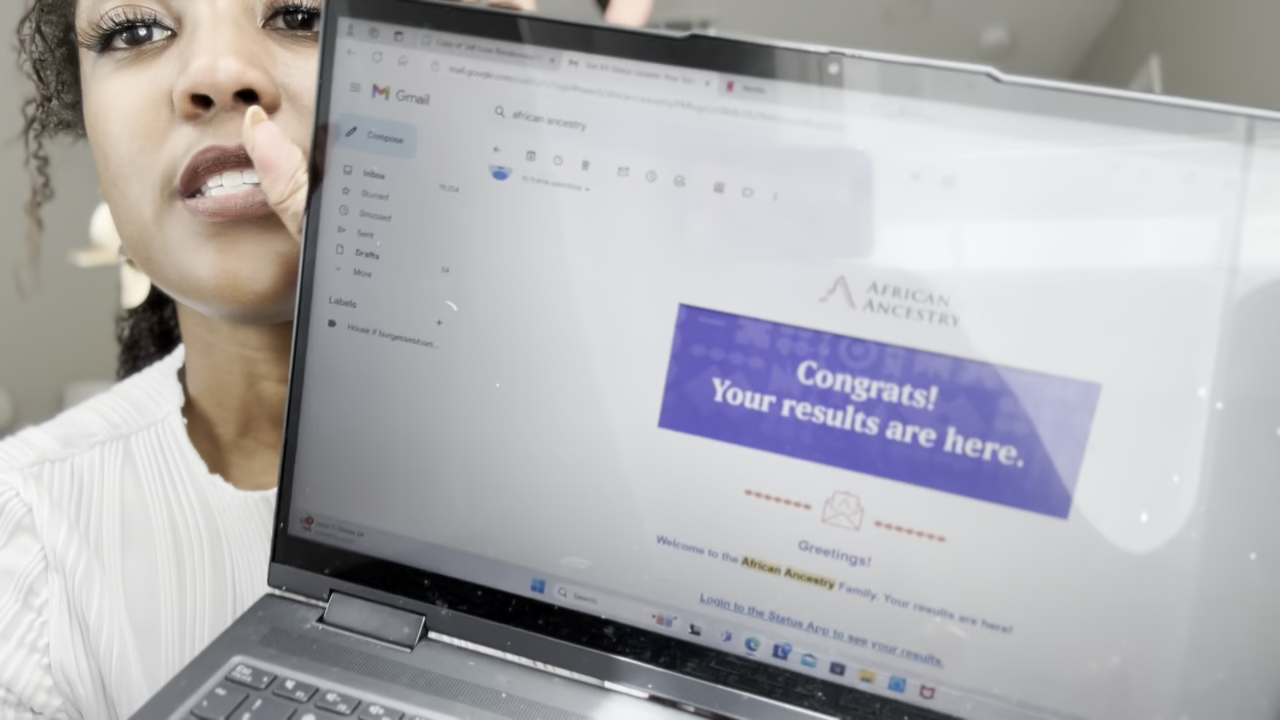 Gmail
african ancestry
Compose
Inbox
Starred
Snoozed
Sent
Drafts
More
Labels
+
AFRICAN
ANCESTRY
Congrats!
Your results are here.
Greetings!
Welcome to the African Ancestry Family. Your results are here!
Login to the Status App to see your results.
Search
Esc